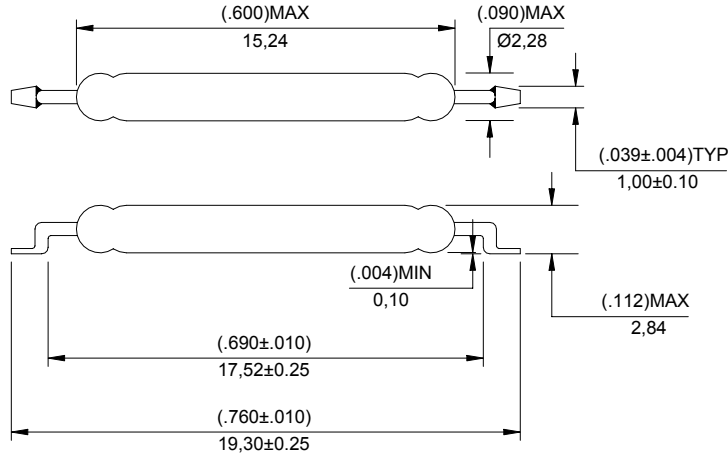 (.600)MAX
15,24
(.090)MAX
Ø2,28
(.039±.004)TYP
1,00±0.10
(.004)MIN
0,10
(.112)MAX
2,84
(.690±.010)
17,52±0.25
(.760±.010)
19,30±0.25